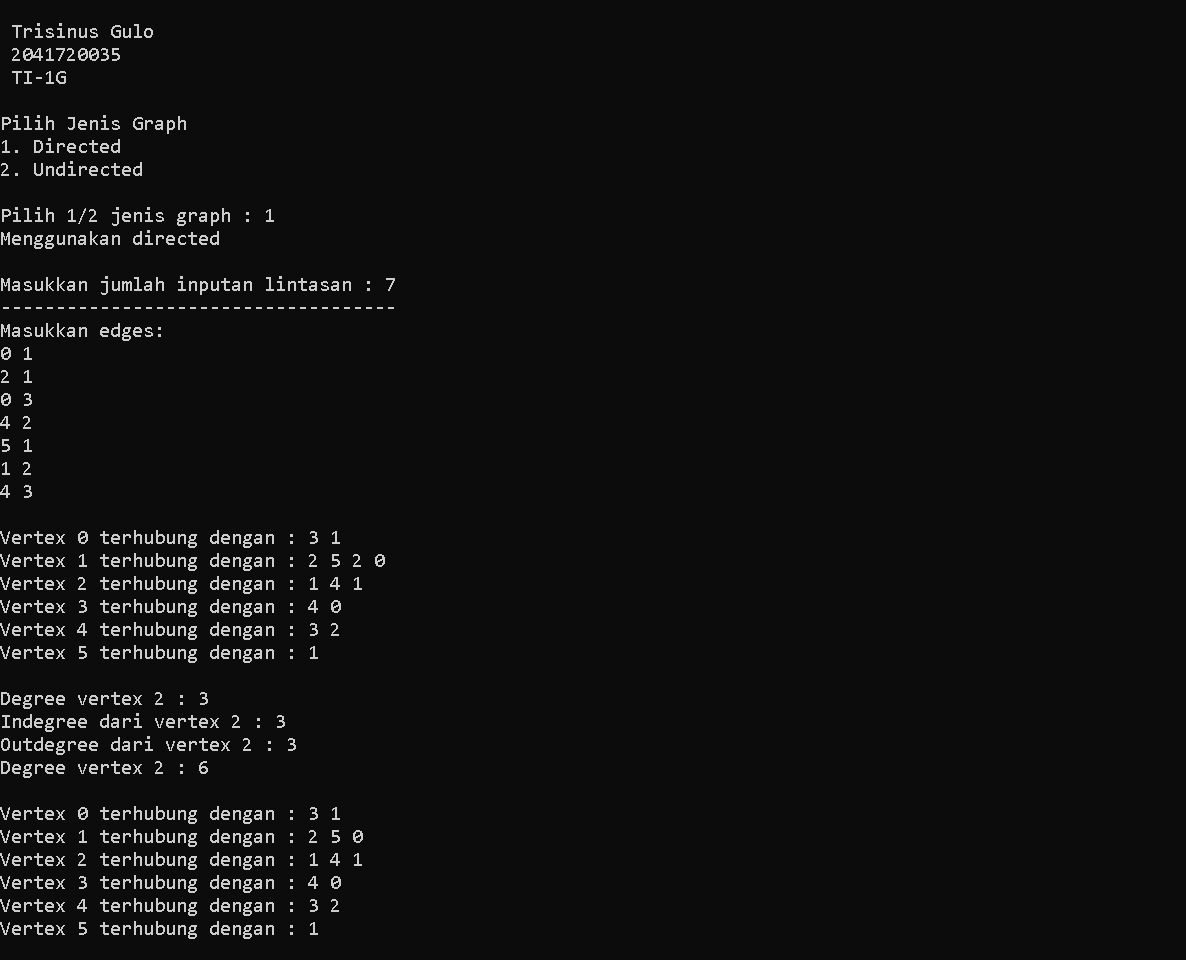 Trisinus Gulo
2041720035
TI-1G
Pilih Jenis Graph
1. Directed
2. Undirected
Pilih 1/2 jenis graph : 1
Menggunakan directed
Masukkan jumlah inputan lintasan : 7
------------------------------------
Masukkan edges:
0 1
2 1
0 3
4 2
5 1
1 2
4 3
Vertex 0 terhubung dengan : 3 1
Vertex 1 terhubung dengan : 2 5 2 0
Vertex 2 terhubung dengan : 1 4 1
Vertex 3 terhubung dengan : 4 0
Vertex 4 terhubung dengan : 3 2
Vertex 5 terhubung dengan : 1
Degree vertex 2 : 3
Indegree dari vertex 2 : 3
Outdegree dari vertex 2 : 3
Degree vertex 2 : 6
Vertex 0 terhubung dengan : 3 1
Vertex 1 terhubung dengan : 2 5 0
Vertex 2 terhubung dengan : 1 4 1
Vertex 3 terhubung dengan : 4 0
Vertex 4 terhubung dengan : 3 2
Vertex 5 terhubung dengan : 1